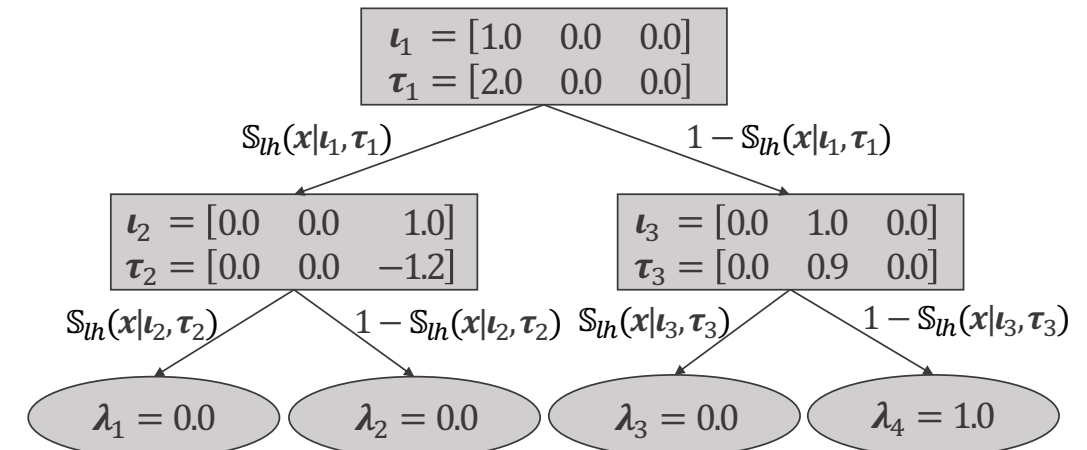 𝜾₁ = [1.0 0.0 0.0]
𝝉₁ = [2.0 0.0 0.0]
𝕊ₗₕ(𝒙|𝜾₁, 𝝉₁) 1 − 𝕊ₗₕ(𝒙|𝜾₁, 𝝉₁)
𝜾₂ = [0.0 0.0 1.0] 𝜾₃ = [0.0 1.0 0.0]
𝝉₂ = [0.0 0.0 −1.2] 𝝉₃ = [0.0 0.9 0.0]
𝕊ₗₕ(𝒙|𝜾₂, 𝝉₂) 1 − 𝕊ₗₕ(𝒙|𝜾₂, 𝝉₂) 𝕊ₗₕ(𝒙|𝜾₃, 𝝉₃) 1 − 𝕊ₗₕ(𝒙|𝜾₃, 𝝉₃)
𝝀₁ = 0.0 𝝀₂ = 0.0 𝝀₃ = 0.0 𝝀₄ = 1.0